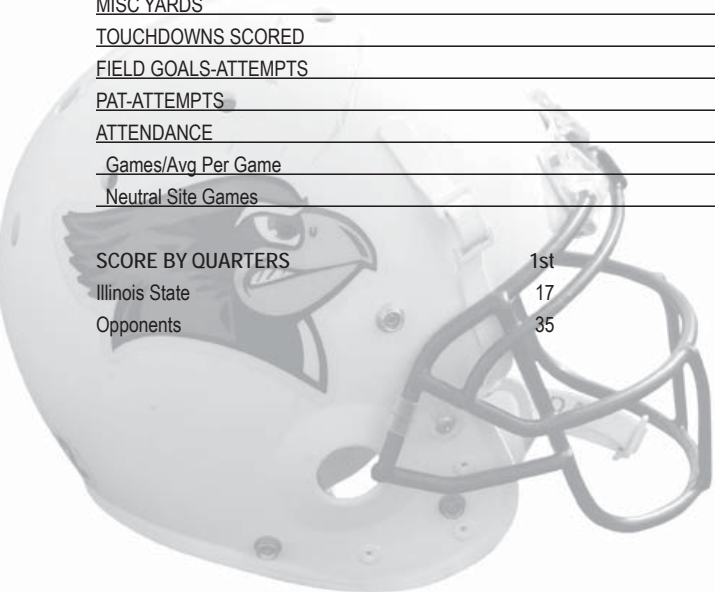 MISC YARDS
TOUCHDOWNS SCORED
FIELD GOALS-ATTEMPTS
PAT-ATTEMPTS
ATTENDANCE
Games/Avg Per Game
Neutral Site Games
SCORE BY QUARTERS 1st
Illinois State 17
Opponents 35